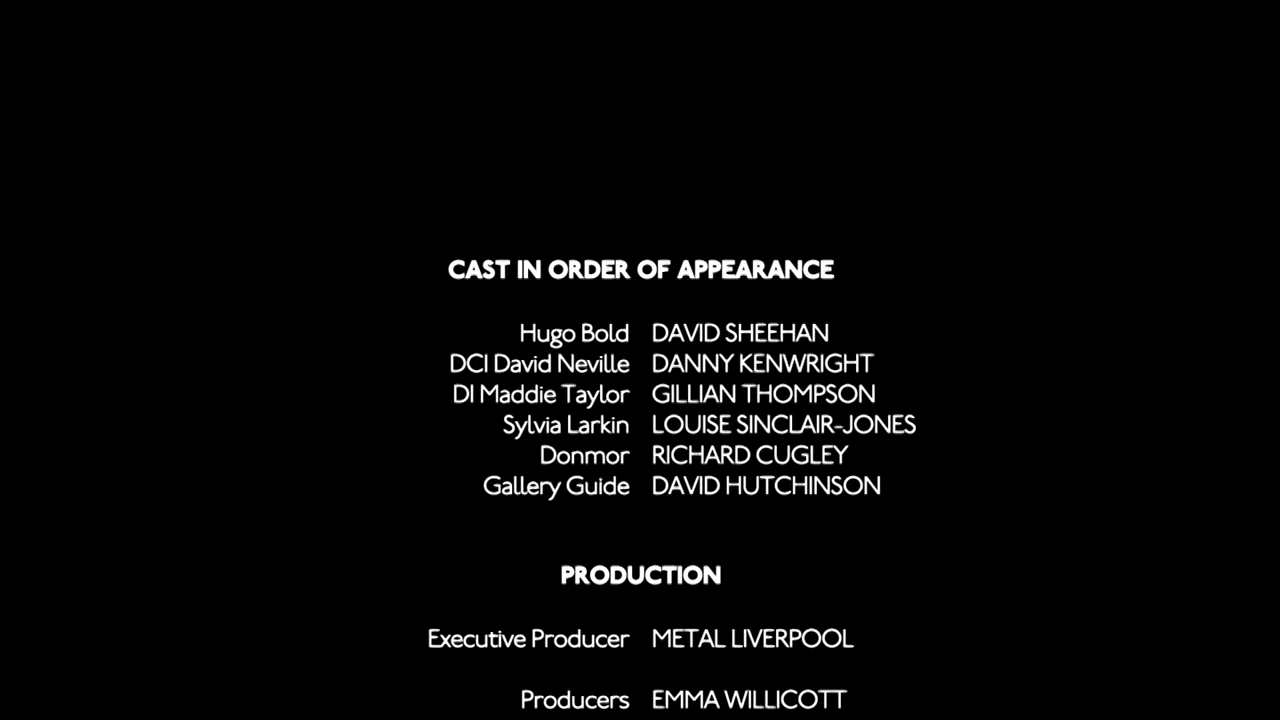 CAST IN ORDER OF APPEARANCE
Hugo Bold DAVID SHEEHAN
DCI David Neville DANNY KENWRIGHT
DI Maddie Taylor GILLIAN THOMPSON
Sylvia Larkin LOUISE SINCLAIR-JONES
Donmor RICHARD CUGLEY
Gallery Guide DAVID HUTCHINSON
PRODUCTION
Executive Producer METAL LIVERPOOL
Producers EMMA WILLICOTT